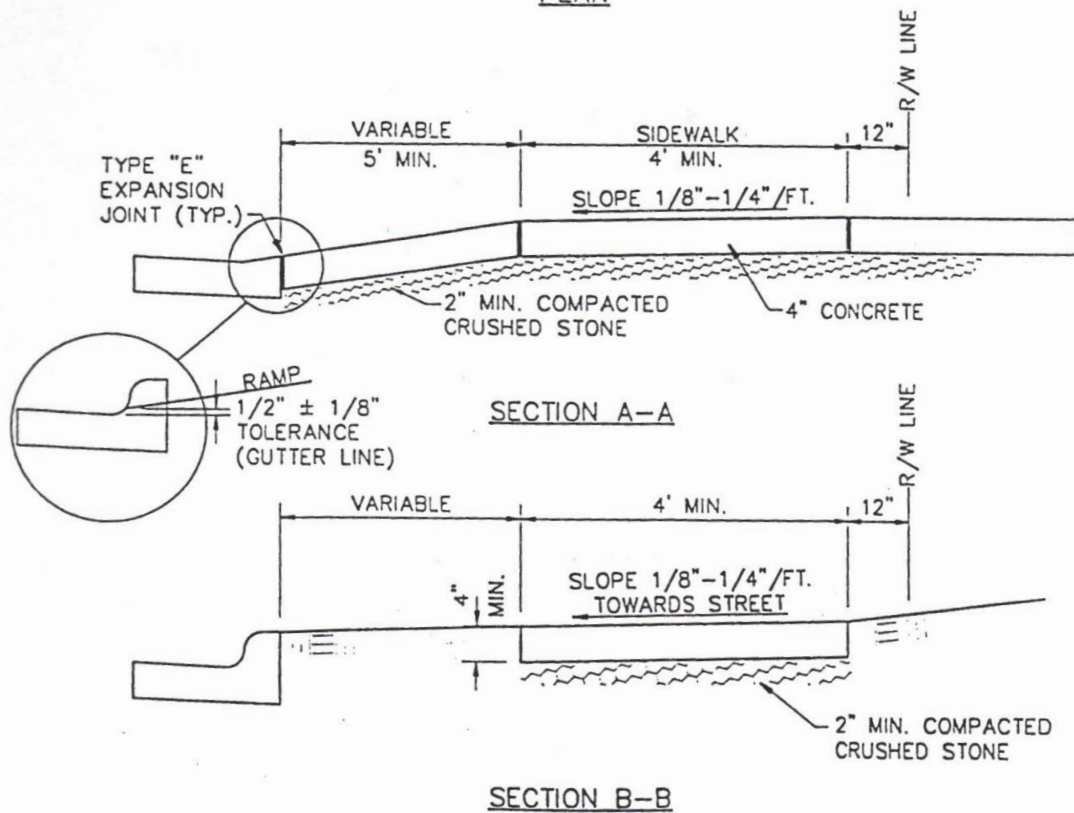 R/W LINE
VARIABLE
5' MIN.
SIDEWALK
4' MIN.
12"
TYPE "E"
EXPANSION
JOINT (TYP.)
SLOPE 1/8"-1/4"/FT.
2" MIN. COMPACTED
CRUSHED STONE
4" CONCRETE
RAMP
1/2" ± 1/8"
TOLERANCE
(GUTTER LINE)
SECTION A-A
R/W LINE
VARIABLE
4' MIN.
12"
4"
MIN.
SLOPE 1/8"-1/4"/FT.
TOWARDS STREET
2" MIN. COMPACTED
CRUSHED STONE
SECTION B-B